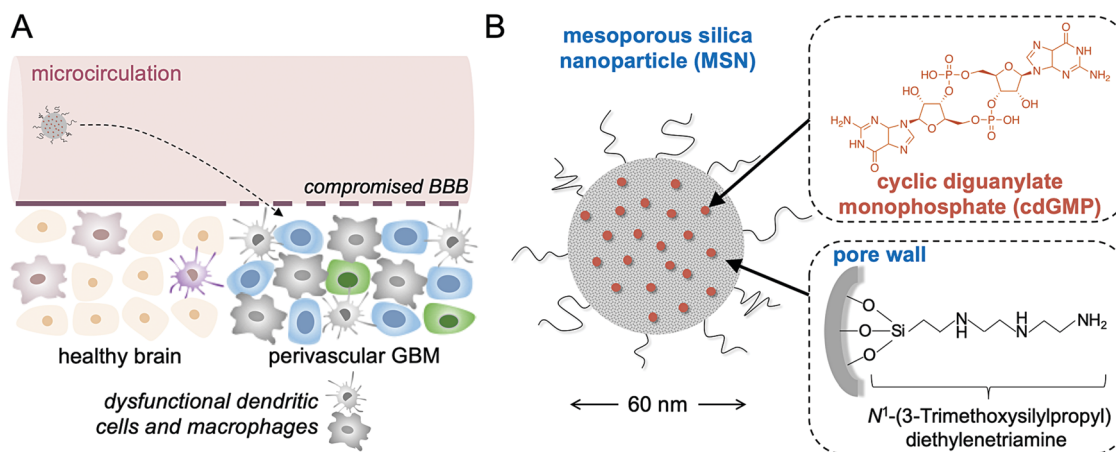 A
microcirculation
compromised BBB
healthy brain
perivascular GBM
dysfunctional dendritic
cells and macrophages
B
mesoporous silica
nanoparticle (MSN)
60 nm
O
N
NH
N
NH₂
N
O
HO
P
O
O
O
HO
O
OH
O
P
OH
O
O
O
N
N
H₂N
N
HN
O
N
cyclic diguanylate
monophosphate (cdGMP)
pore wall
O
O
Si
O
N
H
H
N
NH₂
N¹-(3-Trimethoxysilylpropyl)
diethylenetriamine